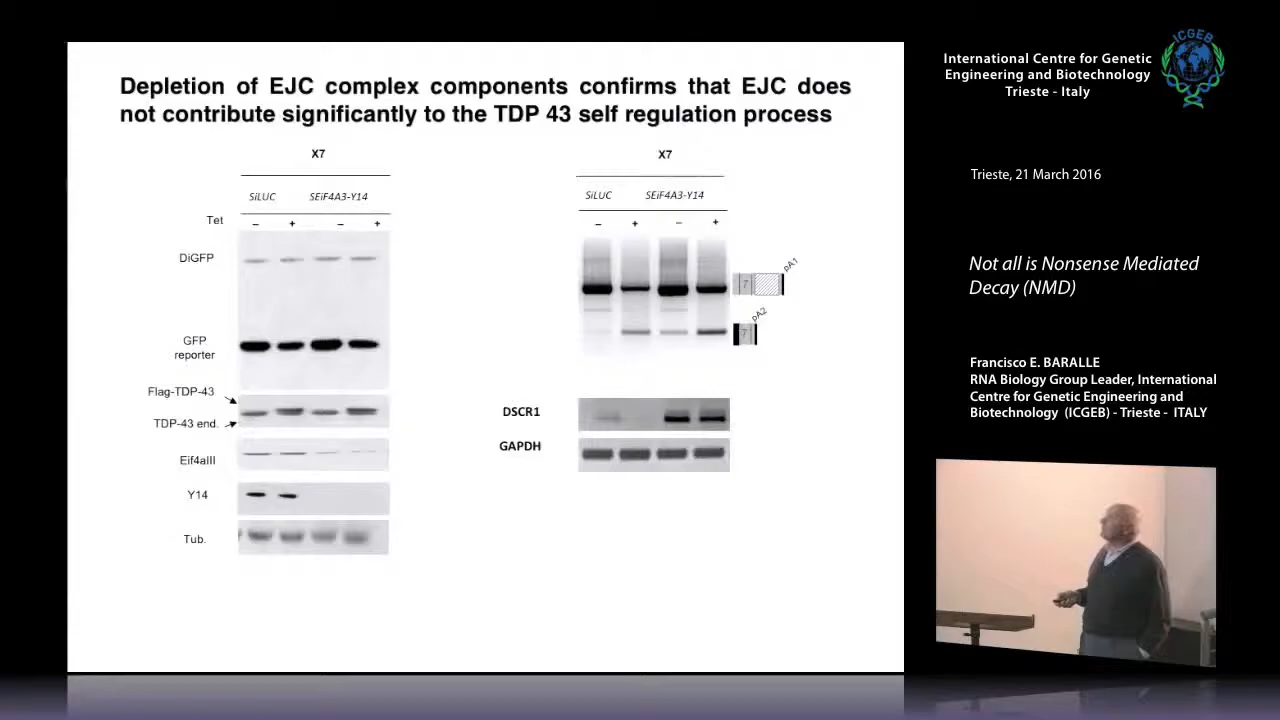 Depletion of EJC complex components confirms that EJC does
not contribute significantly to the TDP 43 self regulation process
X7
SiLUC SEiF4A3-Y14
Tet − + − +
DiGFP
GFP
reporter
Flag-TDP-43
TDP-43 end.
Eif4aIII
Y14
Tub.
X7
SiLUC SEiF4A3-Y14
− + − +
pA1
7
pA2
7
DSCR1
GAPDH
International Centre for Genetic
Engineering and Biotechnology
Trieste - Italy
ICGEB
Trieste, 21 March 2016
Not all is Nonsense Mediated
Decay (NMD)
Francisco E. BARALLE
RNA Biology Group Leader, International
Centre for Genetic Engineering and
Biotechnology (ICGEB) - Trieste - ITALY